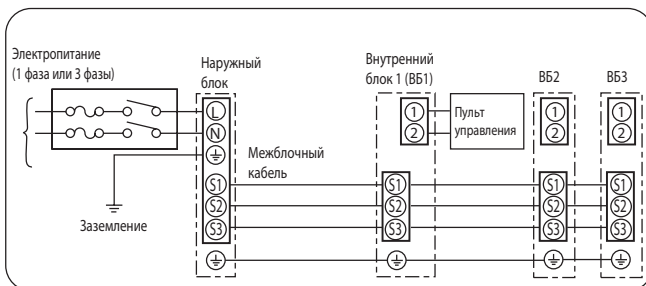 Электропитание
(1 фаза или 3 фазы)
Наружный
блок
Внутренний
блок 1 (ВБ1)
ВБ2
ВБ3
L
N
1
2
Пульт
управления
1
2
1
2
Межблочный
кабель
Заземление
S1
S2
S3
S1
S2
S3
S1
S2
S3
S1
S2
S3